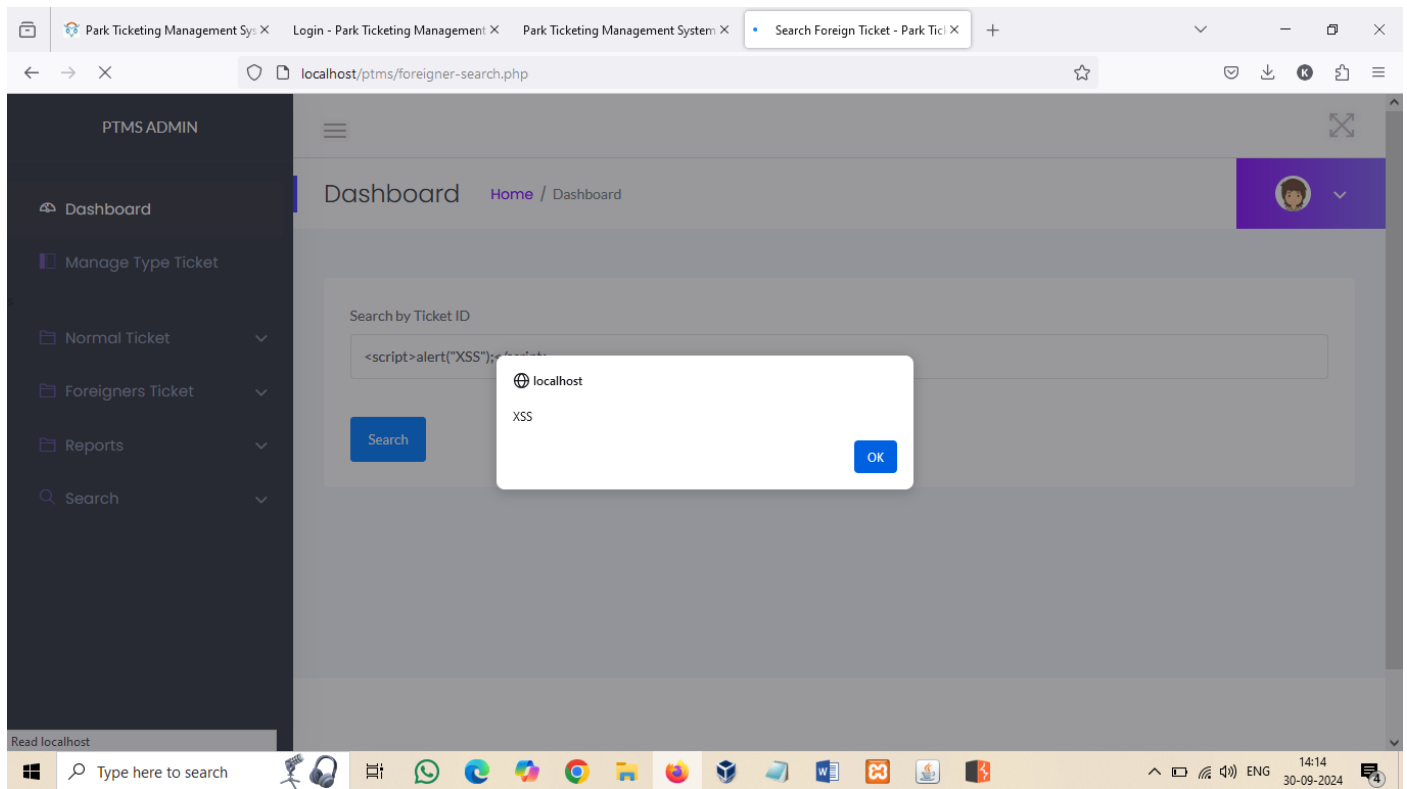 Park Ticketing Management Sys
Login - Park Ticketing Management
Park Ticketing Management System
Search Foreign Ticket - Park Tick
localhost/ptms/foreigner-search.php
K
PTMS ADMIN
Dashboard
Home / Dashboard
Dashboard
Manage Type Ticket
Normal Ticket
Foreigners Ticket
Reports
Search
Search by Ticket ID
<script>alert("XSS");</script>
localhost
XSS
OK
Search
Read localhost
Type here to search
ENG
14:14
30-09-2024
4